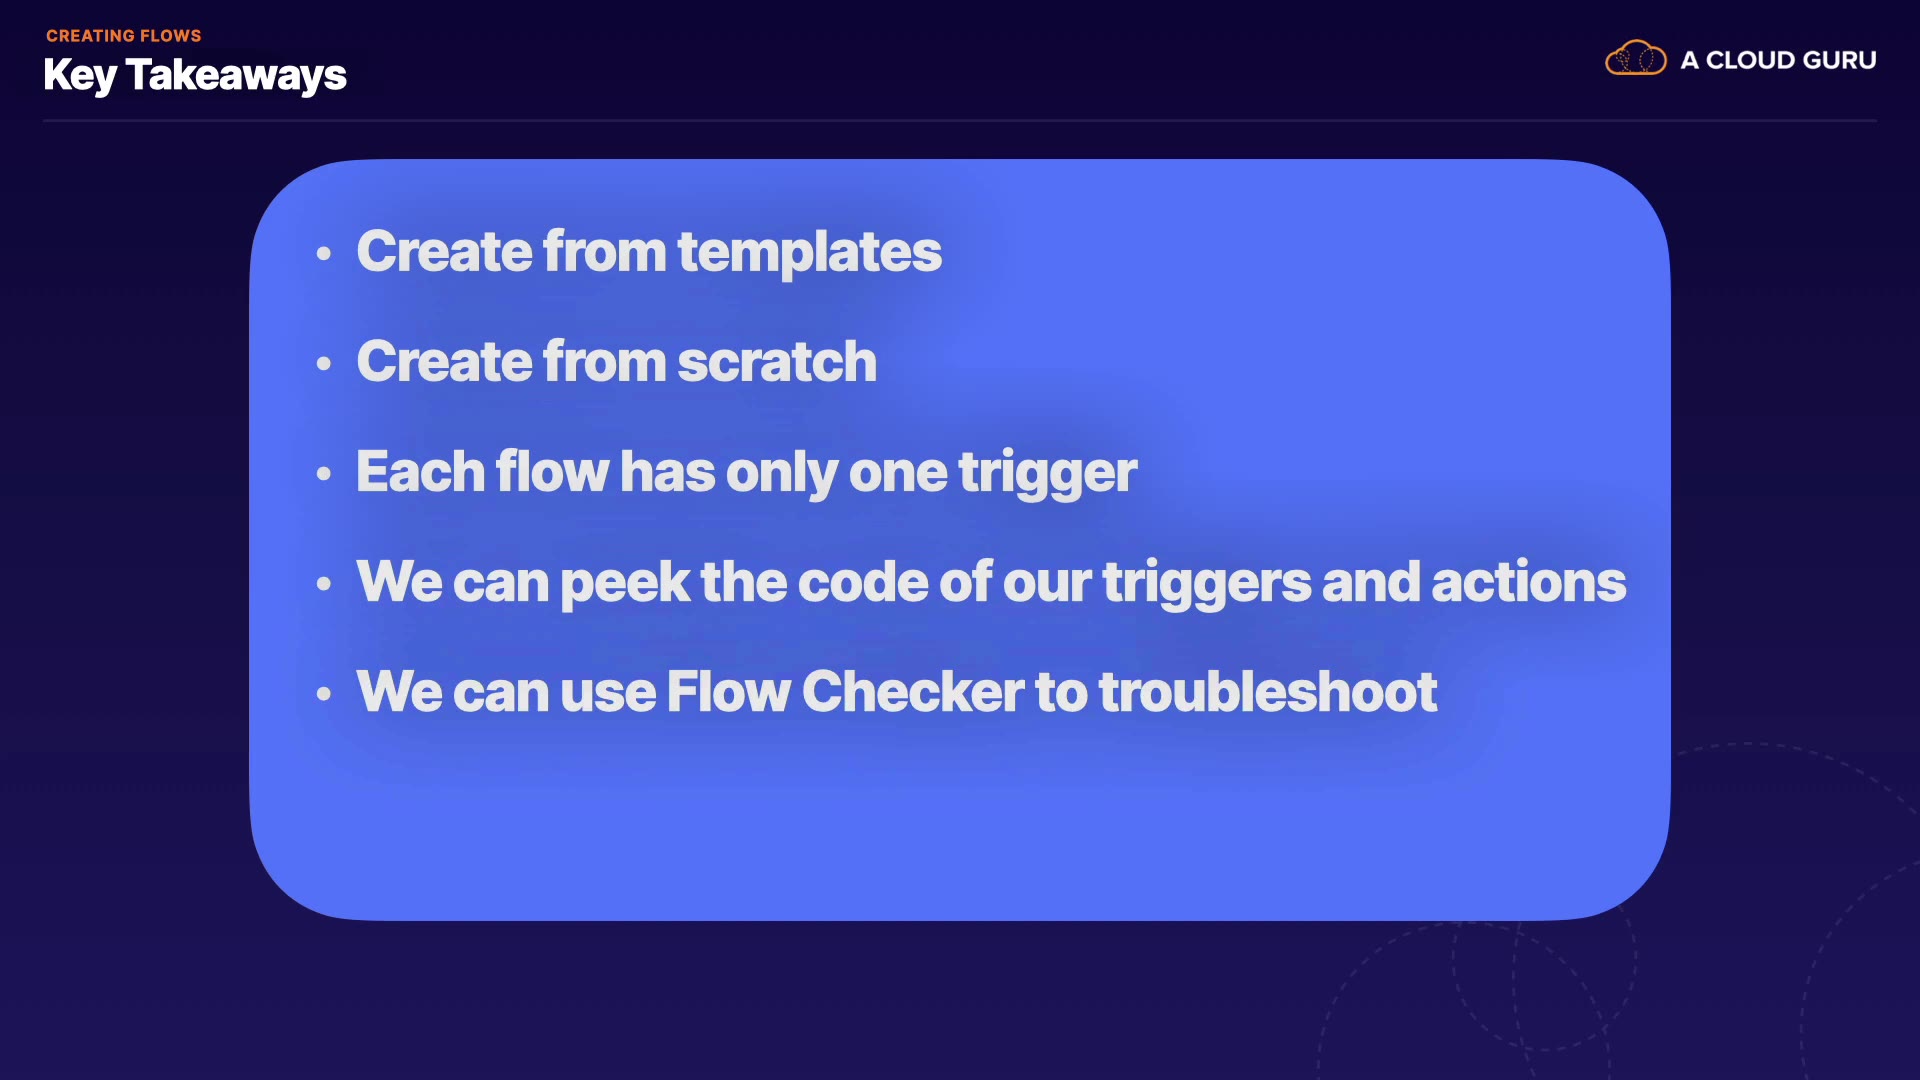 CREATING FLOWS
Key Takeaways
A CLOUD GURU
• Create from templates
• Create from scratch
• Each flow has only one trigger
• We can peek the code of our triggers and actions
• We can use Flow Checker to troubleshoot